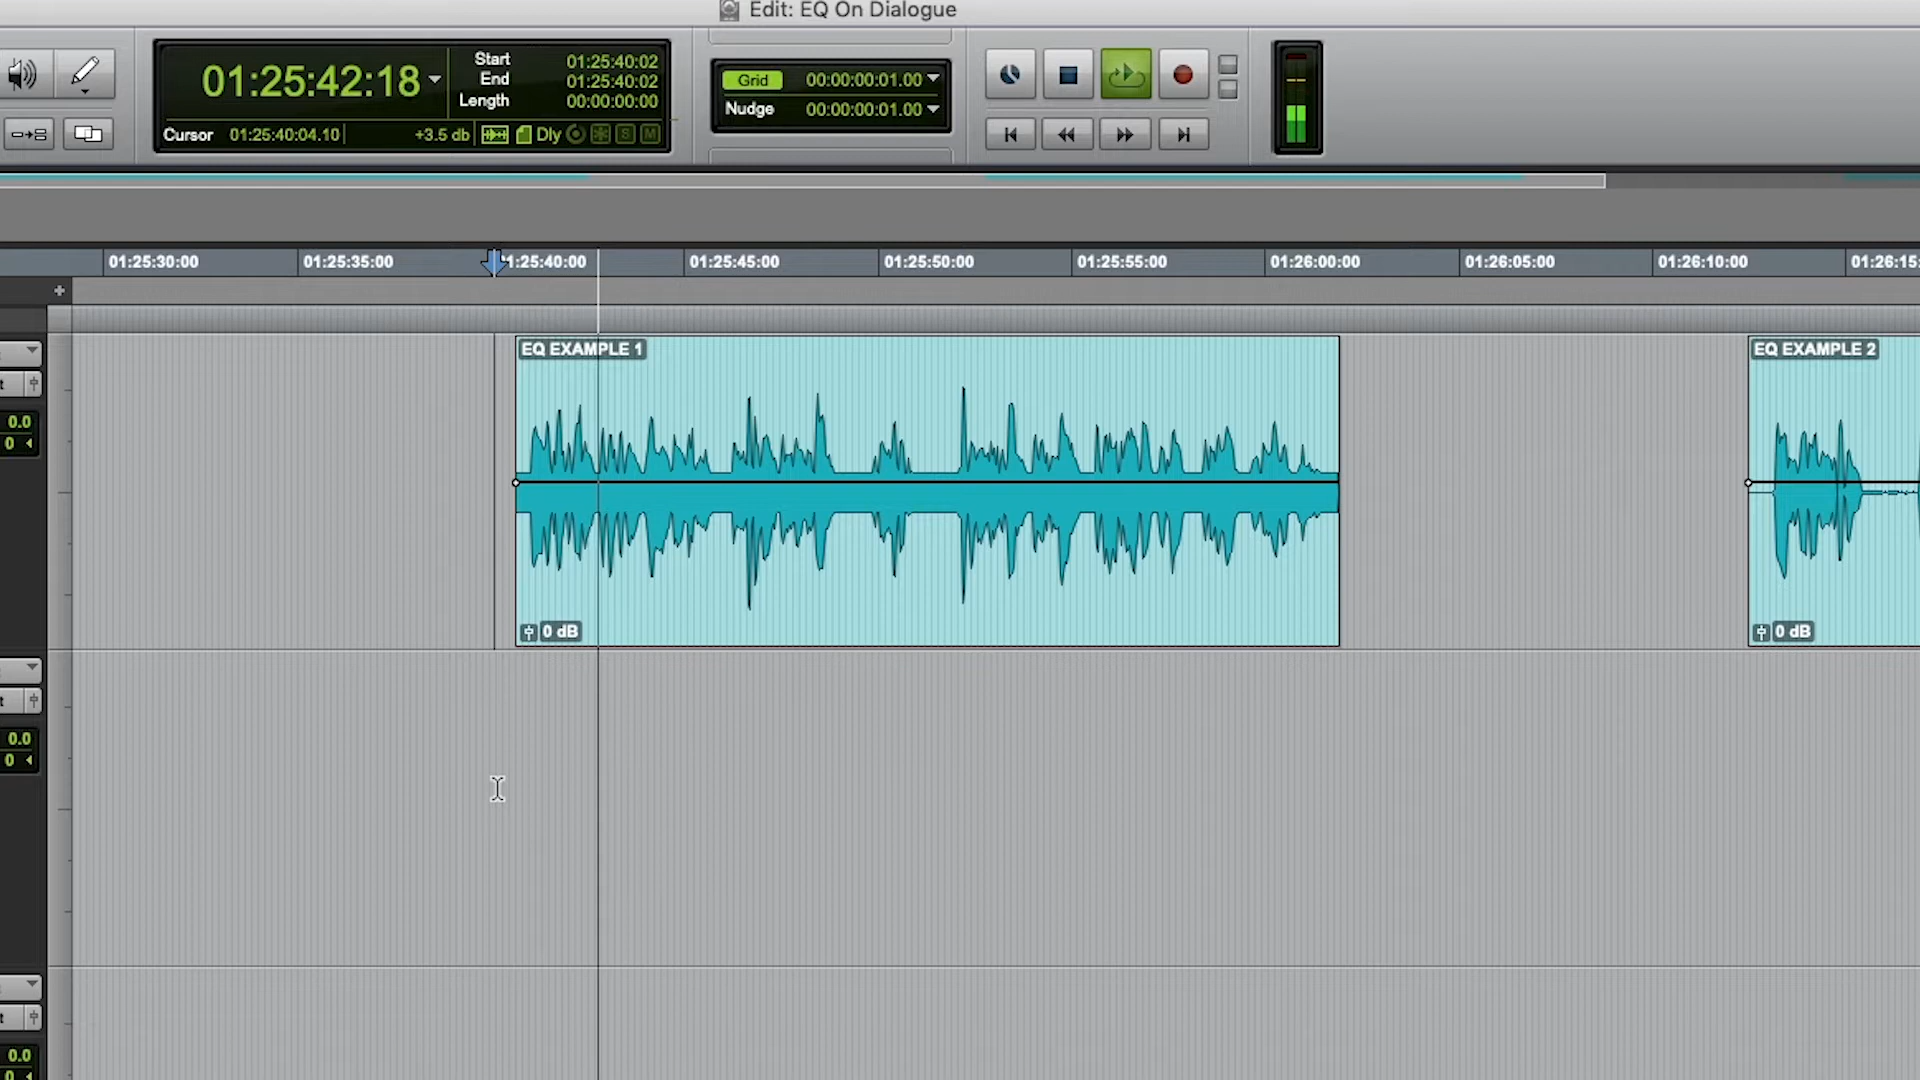 Edit: EQ On Dialogue
01:25:42:18
Start 01:25:40:02
End 01:25:40:02
Length 00:00:00:00
Cursor 01:25:40:04.10
+3.5 db
Dly
S
M
Grid 00:00:00:01.00
Nudge 00:00:00:01.00
01:25:30:00
01:25:35:00
1:25:40:00
01:25:45:00
01:25:50:00
01:25:55:00
01:26:00:00
01:26:05:00
01:26:10:00
01:26:15:
EQ EXAMPLE 1
EQ EXAMPLE 2
t
0.0
0
0 dB
0 dB
t
0.0
0
t
0.0
0